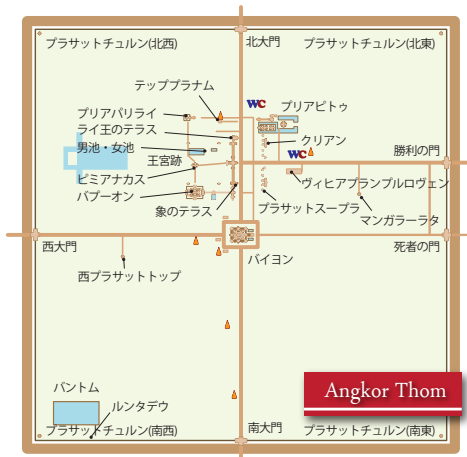 プラサットチュルン(北西)
北大門
プラサットチュルン(北東)
テッププラナム
WC
プリアピトゥ
プリアパリライ
ライ王のテラス
クリアン
男池・女池
WC
勝利の門
王宮跡
ピミアナカス
ヴィヒアプランプルロヴェン
バプーオン
プラサットスープラ
象のテラス
マンガラーラタ
西大門
死者の門
バイヨン
西プラサットトップ
バントム
Angkor Thom
ルンタデウ
プラサットチュルン(南西)
南大門
プラサットチュルン(南東)